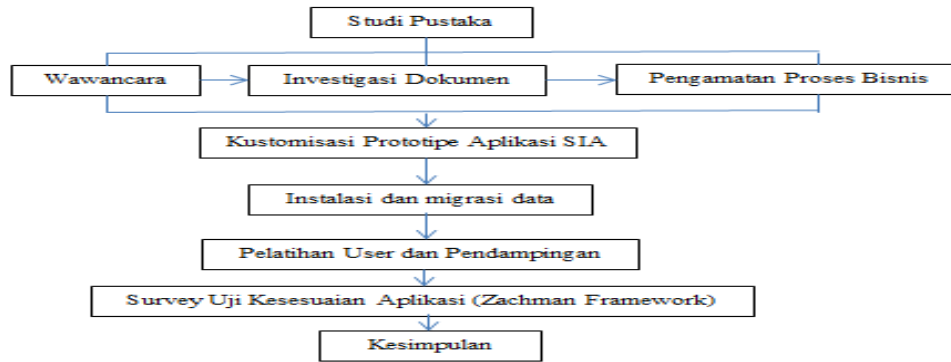 Studi Pustaka
Wawancara
Investigasi Dokumen
Pengamatan Proses Bisnis
Kustomisasi Prototipe Aplikasi SIA
Instalasi dan migrasi data
Pelatihan User dan Pendampingan
Survey Uji Kesesuaian Aplikasi (Zachman Framework)
Kesimpulan